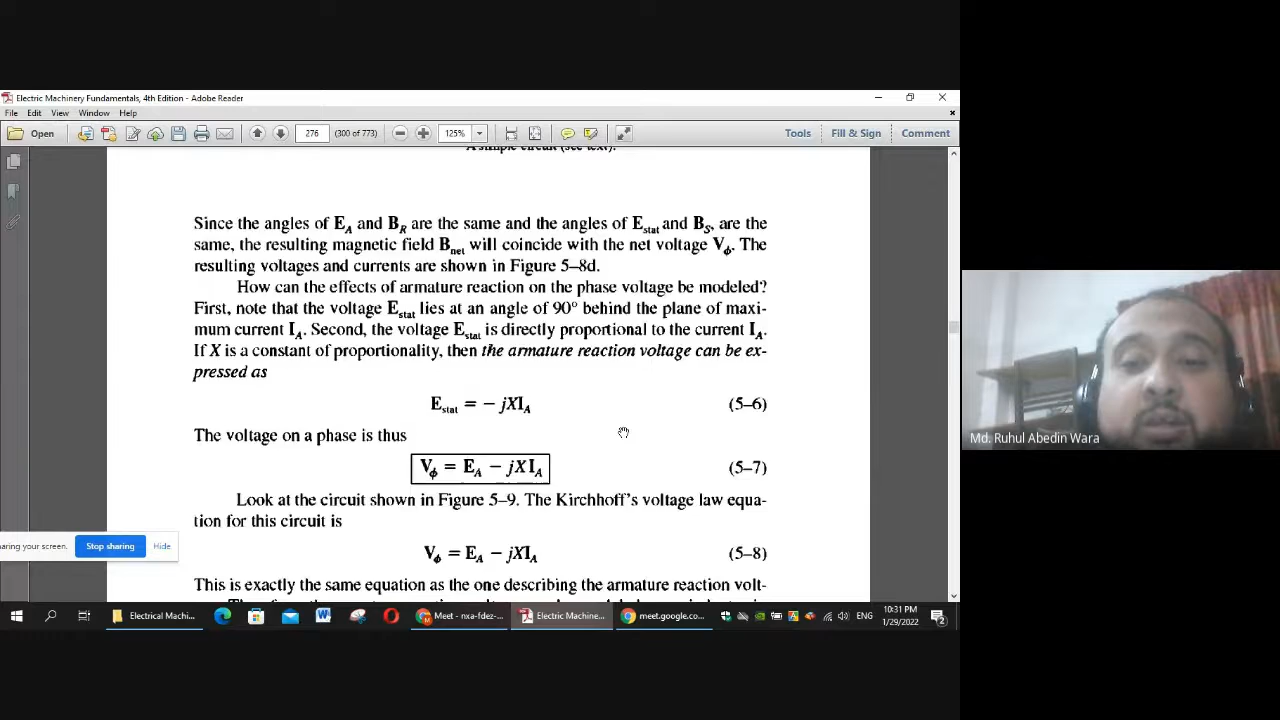 Electric Machinery Fundamentals, 4th Edition - Adobe Reader
File Edit View Window Help
Open 276 (300 of 773) 125% Tools Fill & Sign Comment
A simple circuit (see text).
Since the angles of E_A and B_R are the same and the angles of E_stat and B_S, are the
same, the resulting magnetic field B_net will coincide with the net voltage V_ϕ. The
resulting voltages and currents are shown in Figure 5–8d.
How can the effects of armature reaction on the phase voltage be modeled?
First, note that the voltage E_stat lies at an angle of 90° behind the plane of maxi-
mum current I_A. Second, the voltage E_stat is directly proportional to the current I_A.
If X is a constant of proportionality, then the armature reaction voltage can be ex-
pressed as
E_stat = − jXI_A (5–6)
The voltage on a phase is thus
V_ϕ = E_A − jXI_A (5–7)
Look at the circuit shown in Figure 5–9. The Kirchhoff's voltage law equa-
tion for this circuit is
V_ϕ = E_A − jXI_A (5–8)
This is exactly the same equation as the one describing the armature reaction volt-
aring your screen. Stop sharing Hide
Md. Ruhul Abedin Wara
Electrical Machi... Meet - nxa-fdez-... Electric Machine... meet.google.co... ENG 10:31 PM
1/29/2022
2